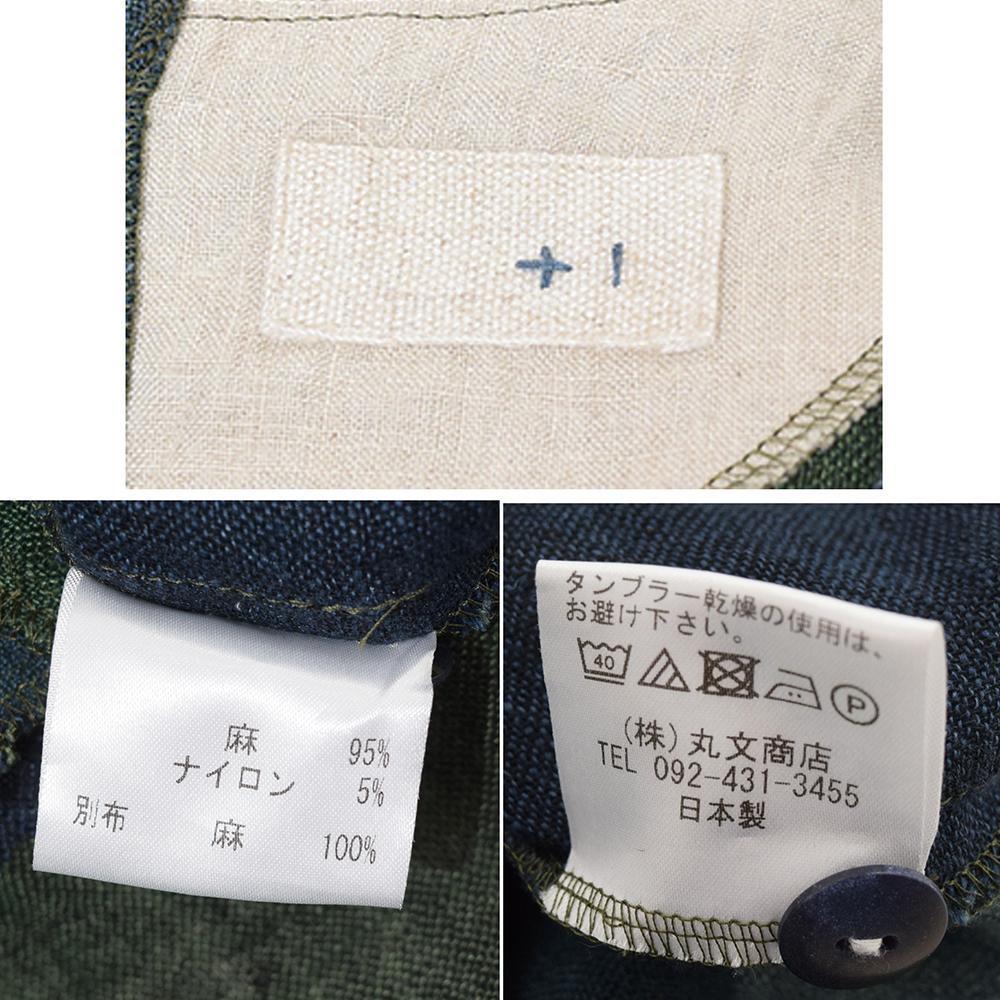 + 1
麻 95%
ナイロン 5%
別布 麻 100%
タンブラー乾燥の使用は、
お避け下さい。
40 P
(株)丸文商店
TEL 092-431-3455
日本製